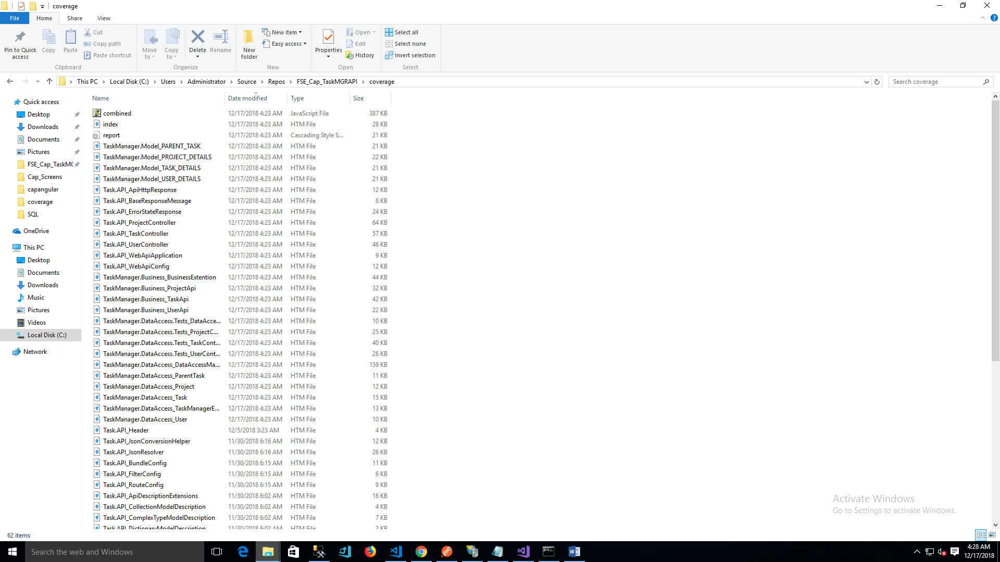 coverage
File Home Share View
Pin to Quick access
Copy
Paste
Cut
Copy path
Paste shortcut
Clipboard
Move to
Copy to
Delete
Rename
Organize
New folder
New item
Easy access
New
Properties
Open
Edit
History
Open
Select all
Select none
Invert selection
Select
This PC Local Disk (C:) Users Administrator Source Repos FSE_Cap_TaskMGRAPI coverage
Search coverage
Quick access
Desktop
Downloads
Documents
Pictures
FSE_Cap_TaskMG
Cap_Screens
capangular
coverage
SQL
OneDrive
This PC
Desktop
Documents
Downloads
Music
Pictures
Videos
Local Disk (C:)
Network
Name Date modified Type Size
combined 12/17/2018 4:23 AM JavaScript File 387 KB
index 12/17/2018 4:23 AM HTM File 28 KB
report 12/17/2018 4:23 AM Cascading Style S... 21 KB
TaskManager.Model_PARENT_TASK 12/17/2018 4:23 AM HTM File 21 KB
TaskManager.Model_PROJECT_DETAILS 12/17/2018 4:23 AM HTM File 22 KB
TaskManager.Model_TASK_DETAILS 12/17/2018 4:23 AM HTM File 21 KB
TaskManager.Model_USER_DETAILS 12/17/2018 4:23 AM HTM File 21 KB
Task.API_ApiHttpResponse 12/17/2018 4:23 AM HTM File 12 KB
Task.API_BaseResponseMessage 12/17/2018 4:23 AM HTM File 8 KB
Task.API_ErrorStateResponse 12/17/2018 4:23 AM HTM File 24 KB
Task.API_ProjectController 12/17/2018 4:23 AM HTM File 64 KB
Task.API_TaskController 12/17/2018 4:23 AM HTM File 57 KB
Task.API_UserController 12/17/2018 4:23 AM HTM File 46 KB
Task.API_WebApiApplication 12/17/2018 4:23 AM HTM File 9 KB
Task.API_WebApiConfig 12/17/2018 4:23 AM HTM File 12 KB
TaskManager.Business_BusinessExtention 12/17/2018 4:23 AM HTM File 44 KB
TaskManager.Business_ProjectApi 12/17/2018 4:23 AM HTM File 32 KB
TaskManager.Business_TaskApi 12/17/2018 4:23 AM HTM File 42 KB
TaskManager.Business_UserApi 12/17/2018 4:23 AM HTM File 22 KB
TaskManager.DataAccess.Tests_DataAcce... 12/17/2018 4:23 AM HTM File 10 KB
TaskManager.DataAccess.Tests_ProjectC... 12/17/2018 4:23 AM HTM File 25 KB
TaskManager.DataAccess.Tests_TaskCont... 12/17/2018 4:23 AM HTM File 40 KB
TaskManager.DataAccess.Tests_UserCont... 12/17/2018 4:23 AM HTM File 26 KB
TaskManager.DataAccess_DataAccessMa... 12/17/2018 4:23 AM HTM File 159 KB
TaskManager.DataAccess_ParentTask 12/17/2018 4:23 AM HTM File 11 KB
TaskManager.DataAccess_Project 12/17/2018 4:23 AM HTM File 12 KB
TaskManager.DataAccess_Task 12/17/2018 4:23 AM HTM File 15 KB
TaskManager.DataAccess_TaskManagerE... 12/17/2018 4:23 AM HTM File 13 KB
TaskManager.DataAccess_User 12/17/2018 4:23 AM HTM File 10 KB
Task.API_Header 12/5/2018 3:23 AM HTM File 4 KB
Task.API_JsonConversionHelper 11/30/2018 6:16 AM HTM File 12 KB
Task.API_JsonResolver 11/30/2018 6:16 AM HTM File 26 KB
Task.API_BundleConfig 11/30/2018 6:15 AM HTM File 11 KB
Task.API_FilterConfig 11/30/2018 6:15 AM HTM File 6 KB
Task.API_RouteConfig 11/30/2018 6:15 AM HTM File 9 KB
Task.API_ApiDescriptionExtensions 11/30/2018 6:02 AM HTM File 16 KB
Task.API_CollectionModelDescription 11/30/2018 6:02 AM HTM File 4 KB
Task.API_ComplexTypeModelDescription 11/30/2018 6:02 AM HTM File 7 KB
Task.API_DictionaryModelDescription 11/30/2018 6:02 AM HTM File 2 KB
Activate Windows
Go to Settings to activate Windows.
62 items
Search the web and Windows
4:28 AM
12/17/2018